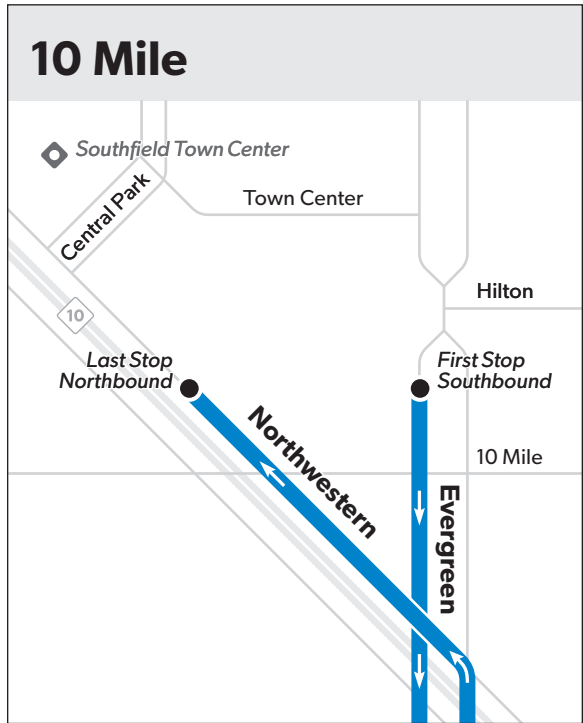 10 Mile
Southfield Town Center
Central Park
Town Center
Hilton
10
Last Stop
Northbound
First Stop
Southbound
Northwestern
10 Mile
Evergreen